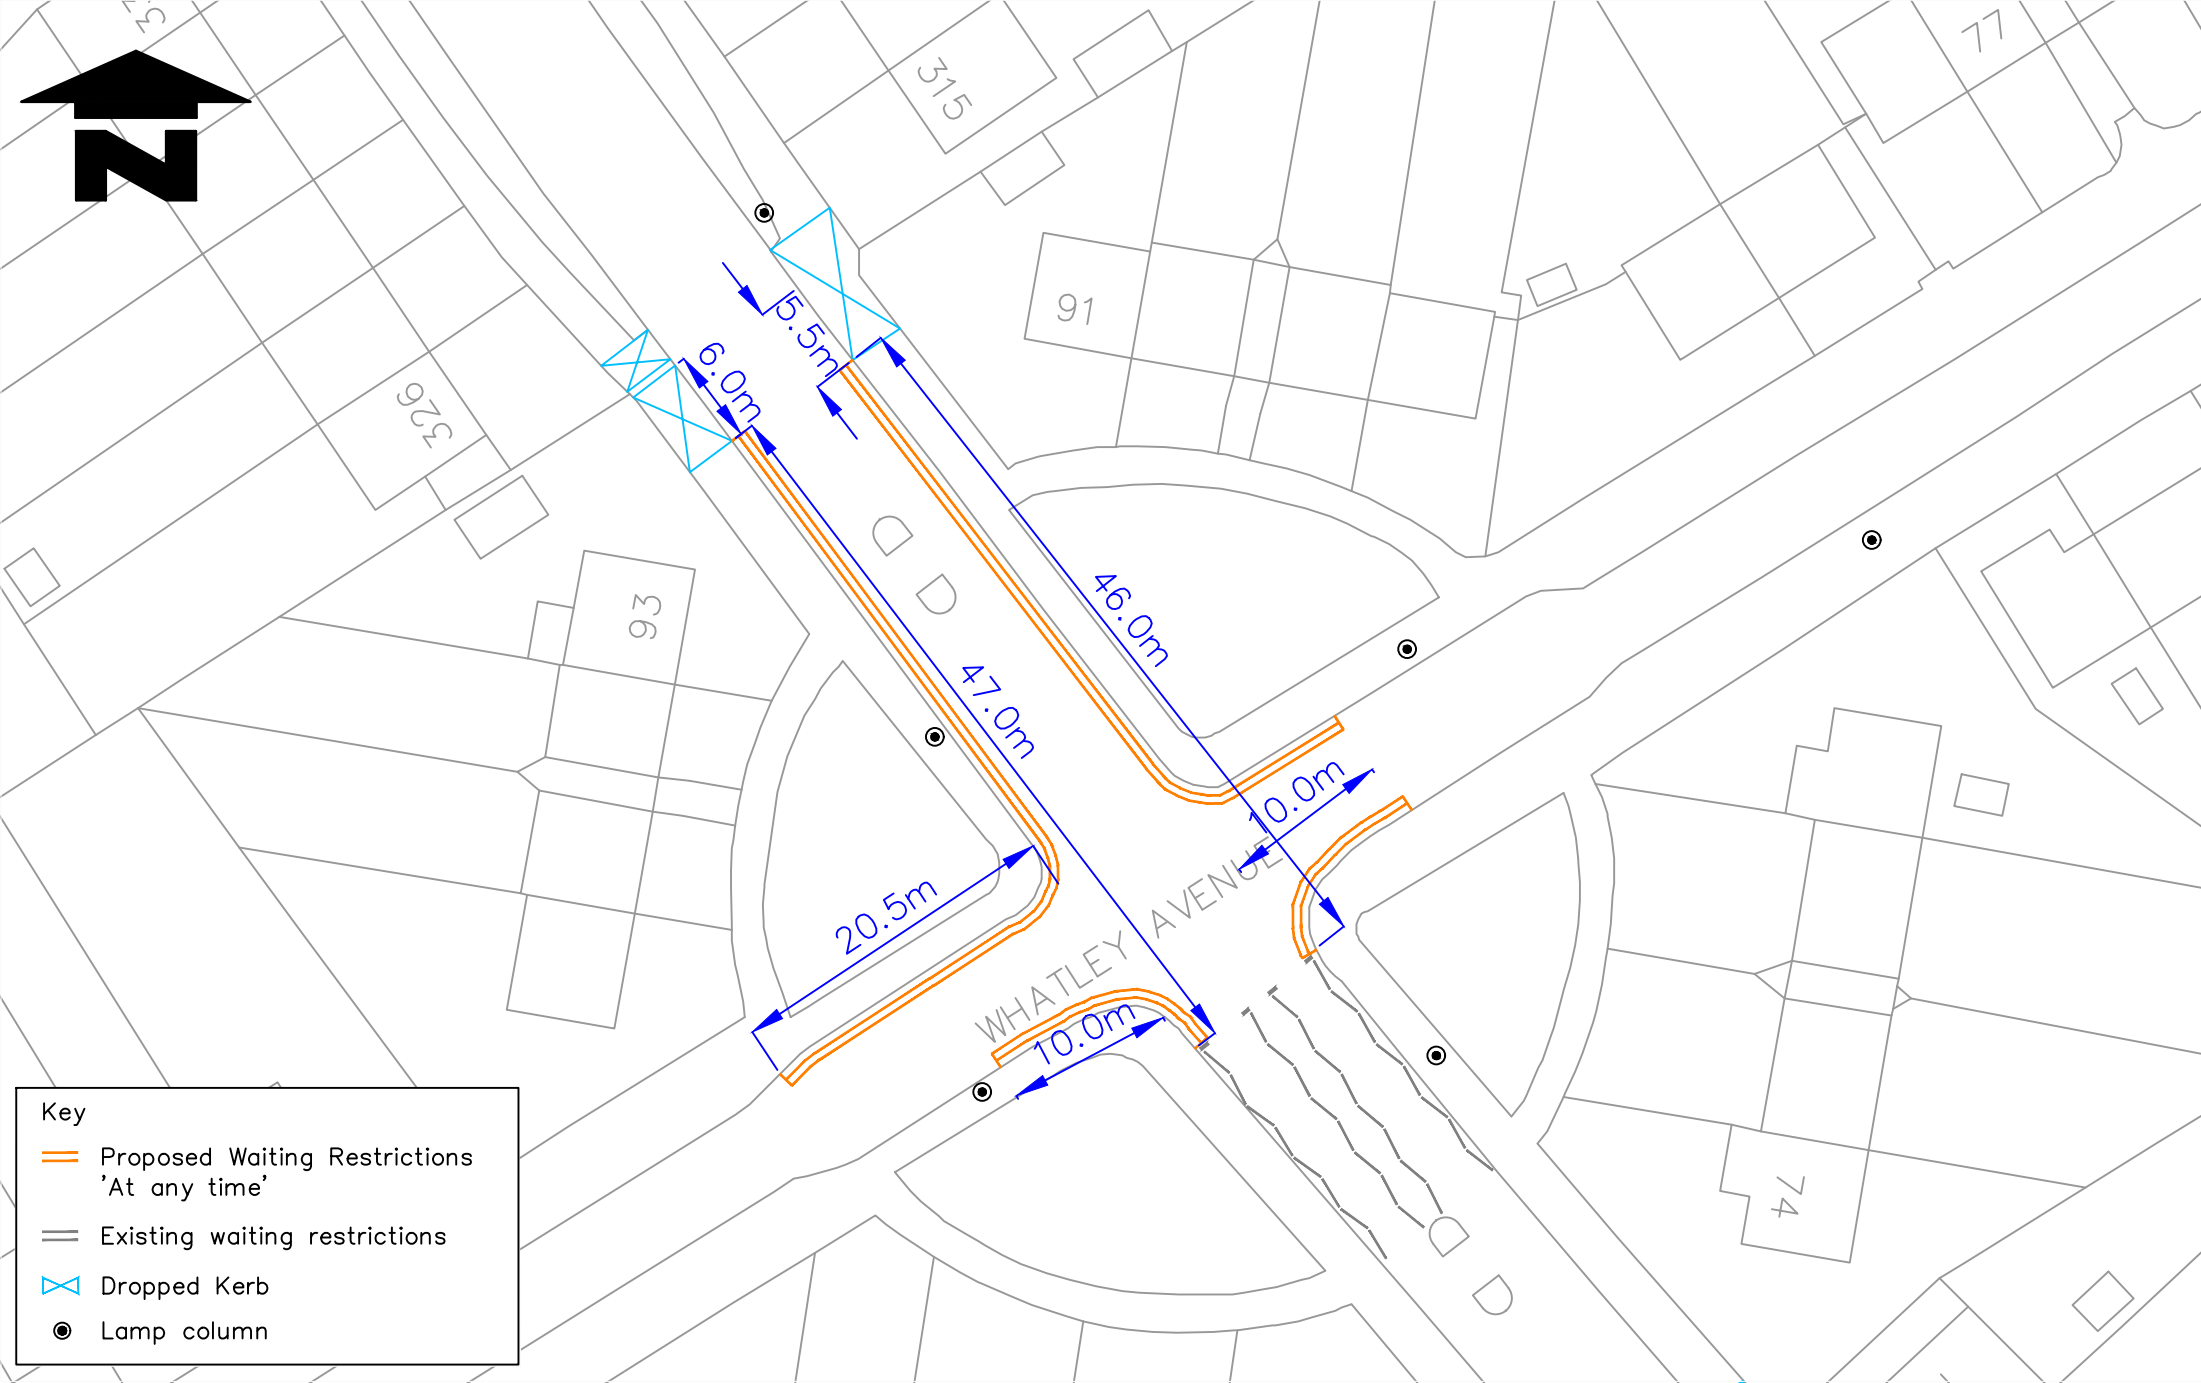 N
315
77
91
5.5m
6.0m
326
93
46.0m
47.0m
10.0m
20.5m
WHATLEY AVENUE
10.0m
74
Key
Proposed Waiting Restrictions
'At any time'
Existing waiting restrictions
Dropped Kerb
Lamp column